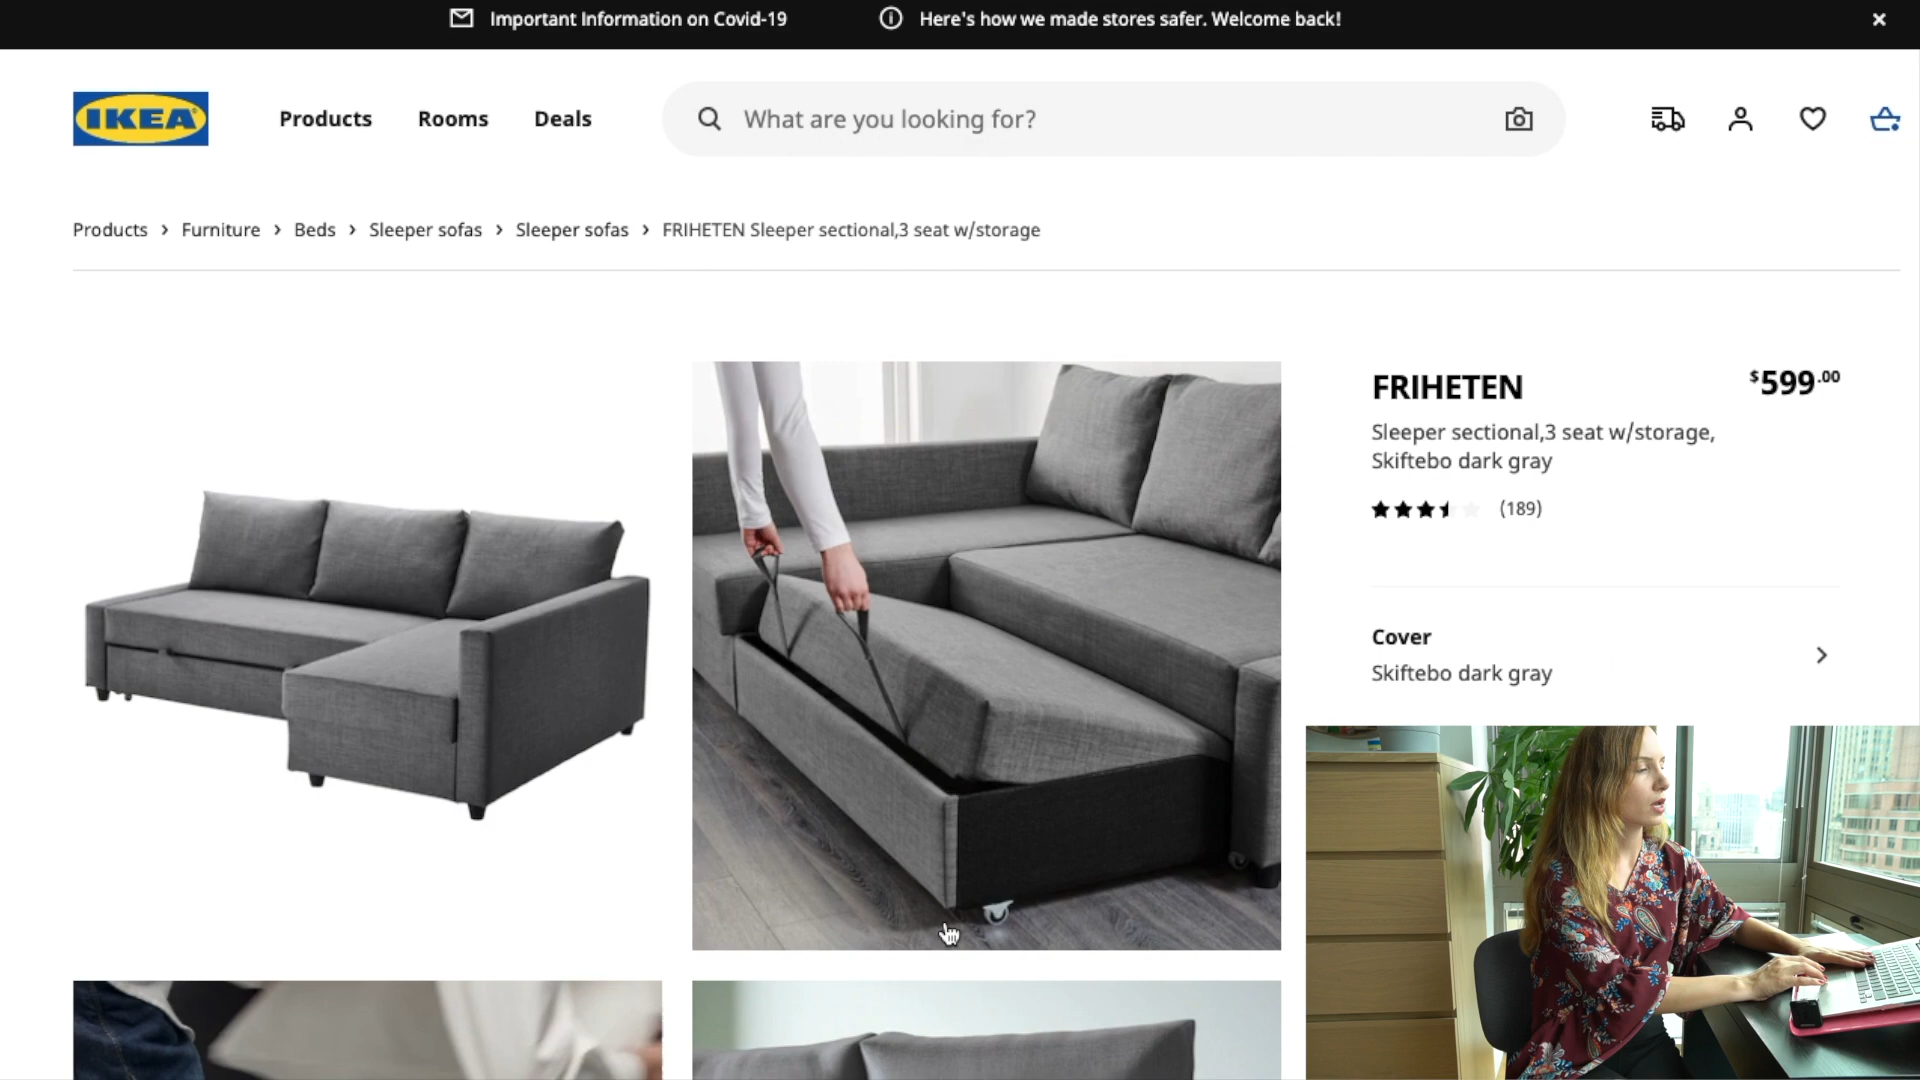 Important Information on Covid-19
Here's how we made stores safer. Welcome back!
IKEA
Products
Rooms
Deals
What are you looking for?
Products > Furniture > Beds > Sleeper sofas > Sleeper sofas > FRIHETEN Sleeper sectional,3 seat w/storage
FRIHETEN
$599.00
Sleeper sectional,3 seat w/storage,
Skiftebo dark gray
(189)
Cover
Skiftebo dark gray